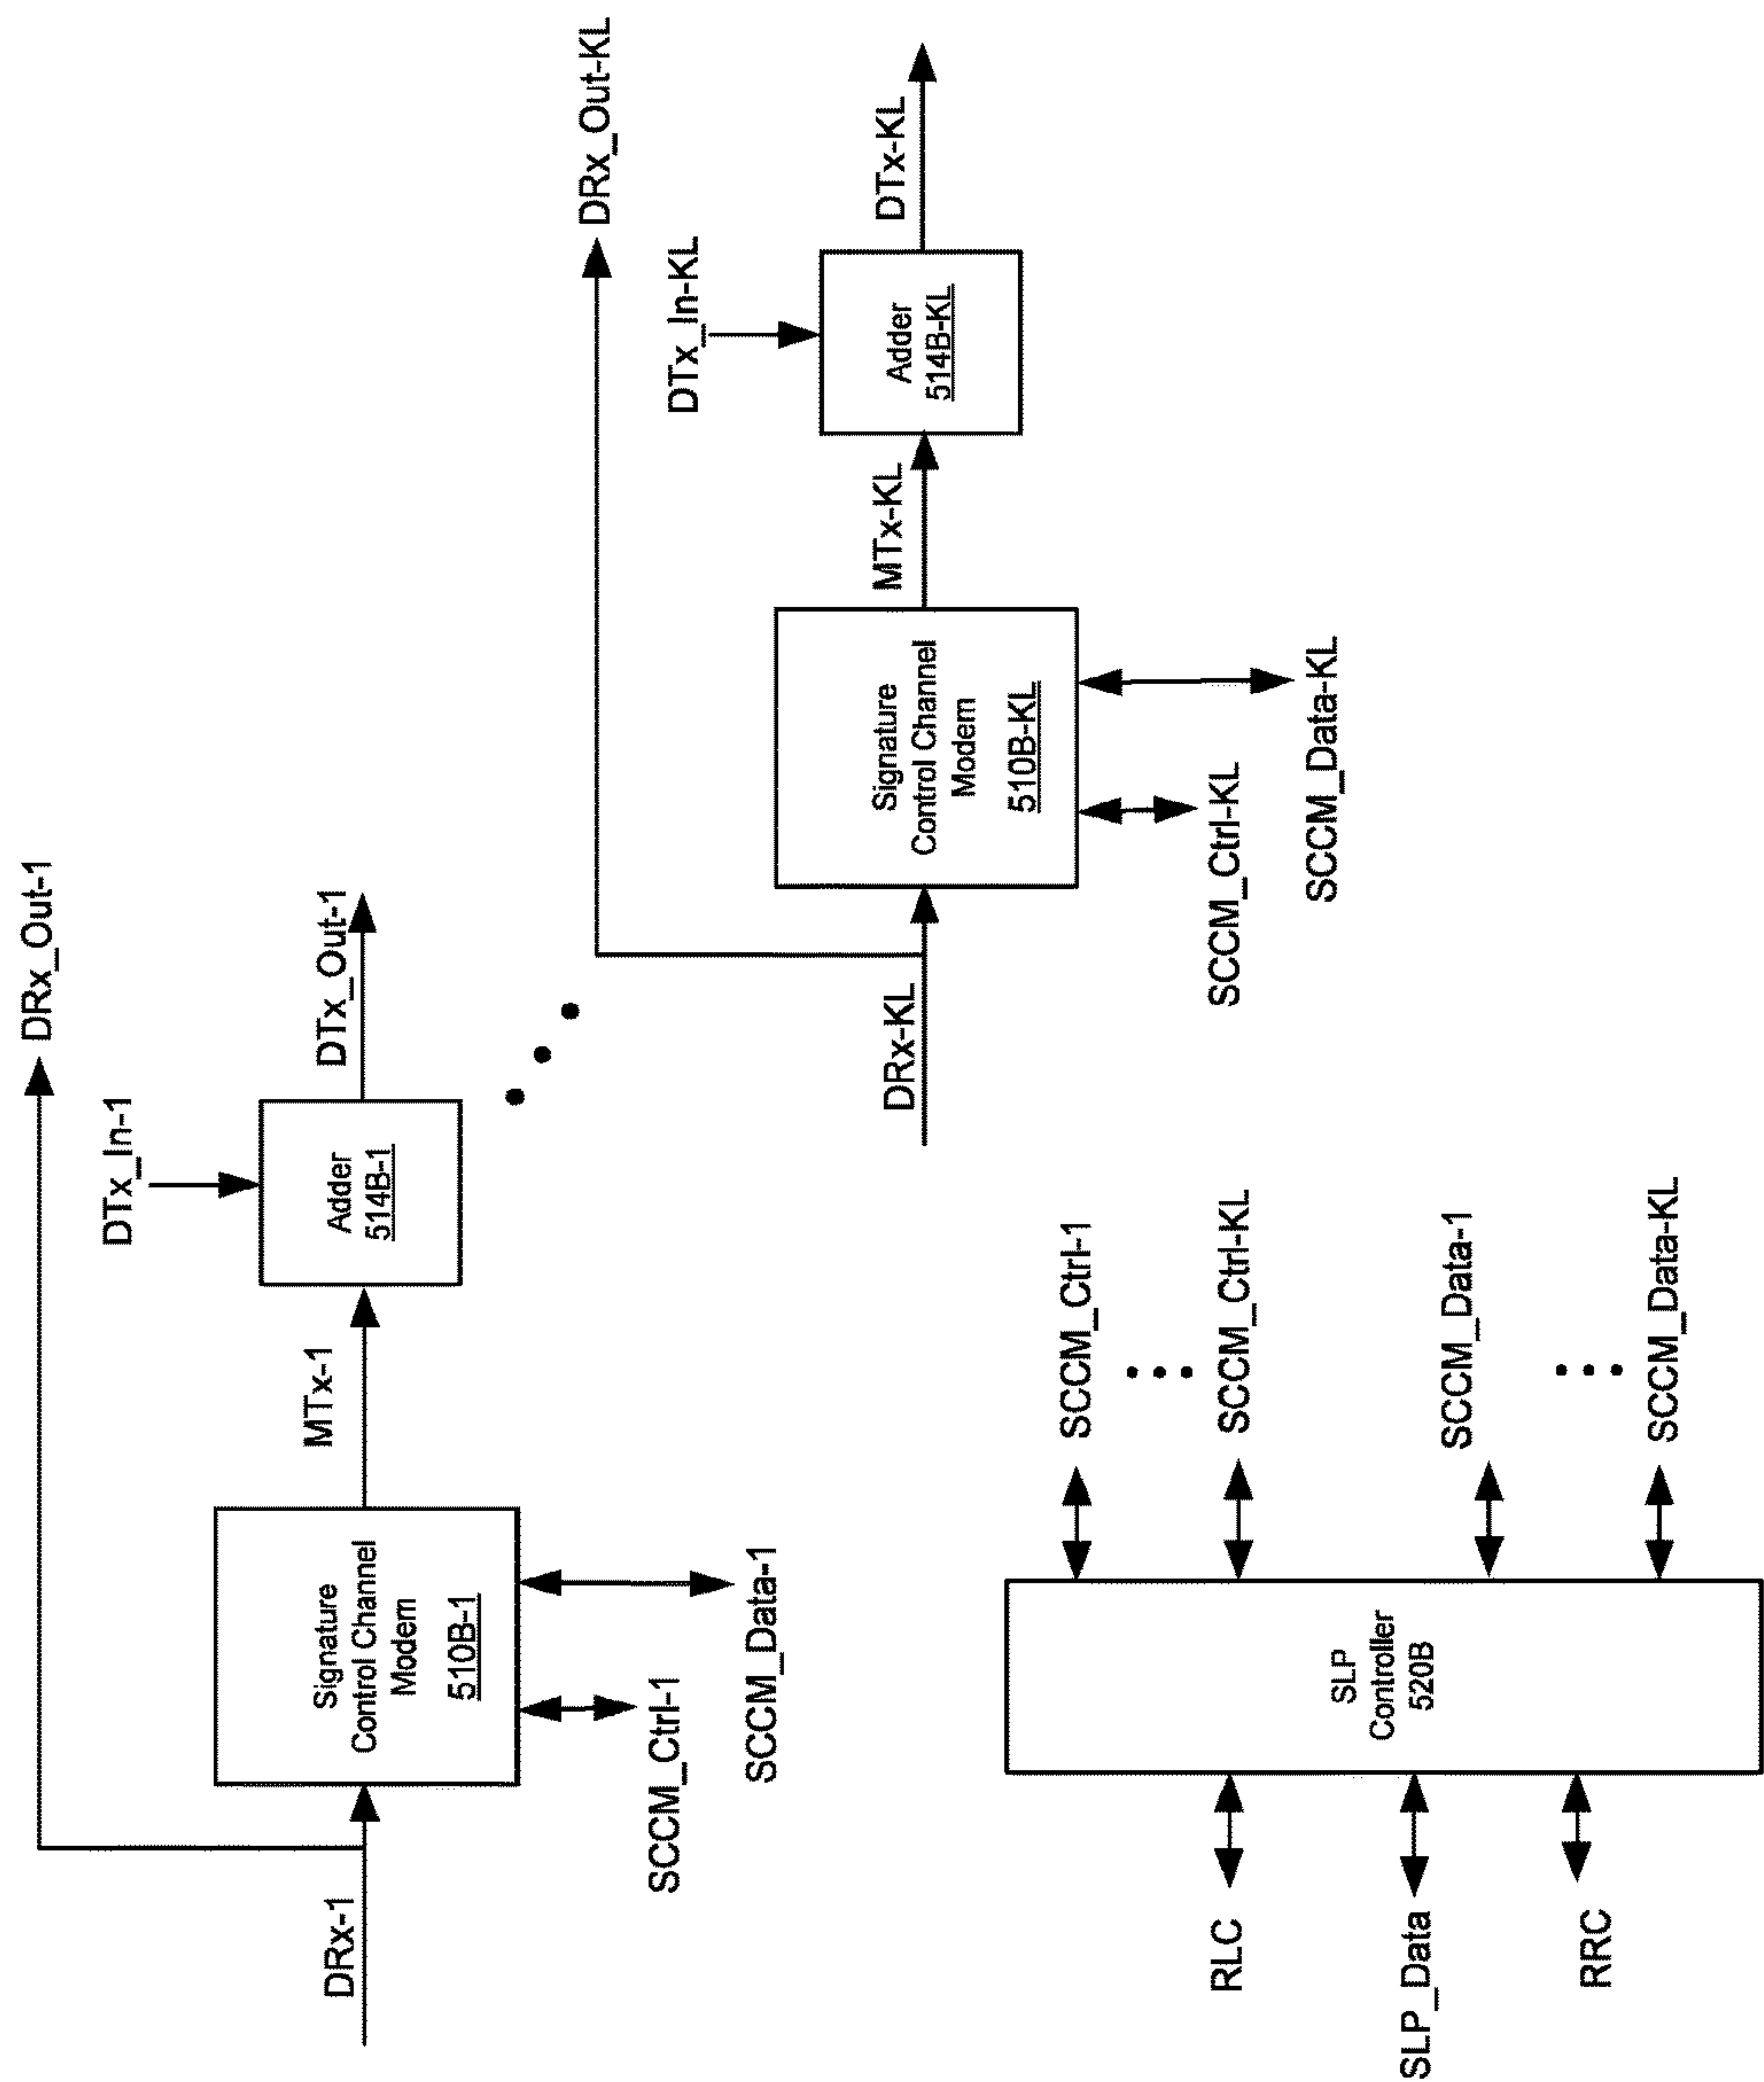 DRx_Out-1
DTx_In-1
DRx-1
Signature
Control Channel
Modem
510B-1
MTx-1
Adder
514B-1
DTx_Out-1
SCCM_Ctrl-1
SCCM_Data-1
DRx_Out-KL
DTx_In-KL
DRx-KL
Signature
Control Channel
Modem
510B-KL
MTx-KL
Adder
514B-KL
DTx-KL
SCCM_Ctrl-KL
SCCM_Data-KL
RLC
SLP_Data
RRC
SLP
Controller
520B
SCCM_Ctrl-1
SCCM_Ctrl-KL
SCCM_Data-1
SCCM_Data-KL